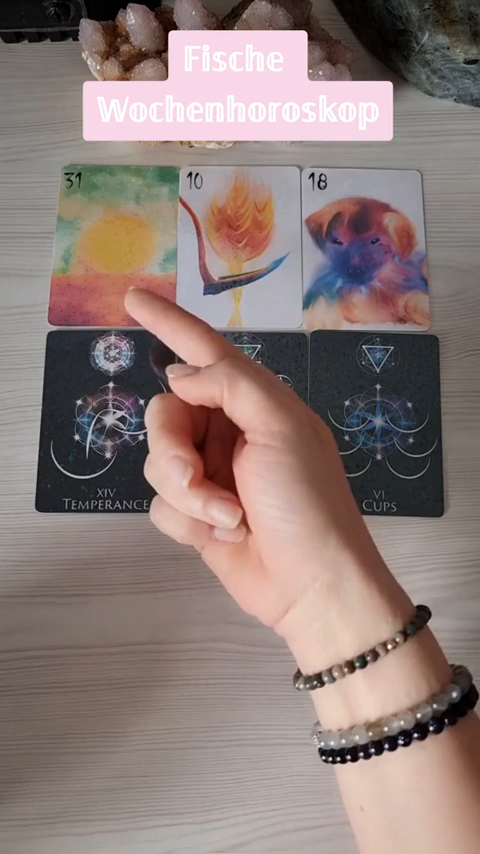 Fische
Wochenhoroskop
31
10
18
XIV
TEMPERANCE
VI
CUPS